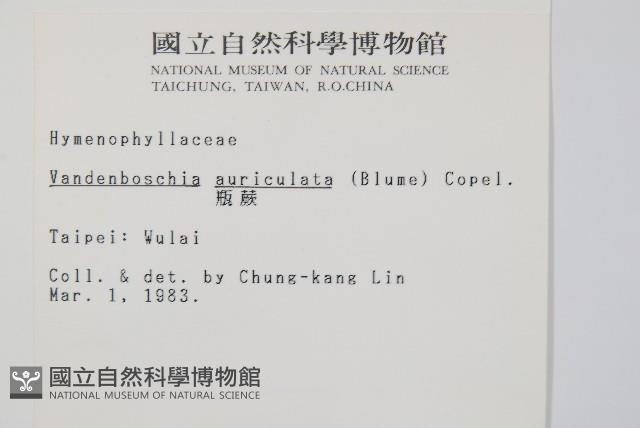 國立自然科學博物館
NATIONAL MUSEUM OF NATURAL SCIENCE
TAICHUNG, TAIWAN, R.O.CHINA
Hymenophyllaceae
Vandenboschia auriculata (Blume) Copel.
瓶蕨
Taipei: Wulai
Coll. & det. by Chung-kang Lin
Mar. 1, 1983.
國立自然科學博物館
NATIONAL MUSEUM OF NATURAL SCIENCE